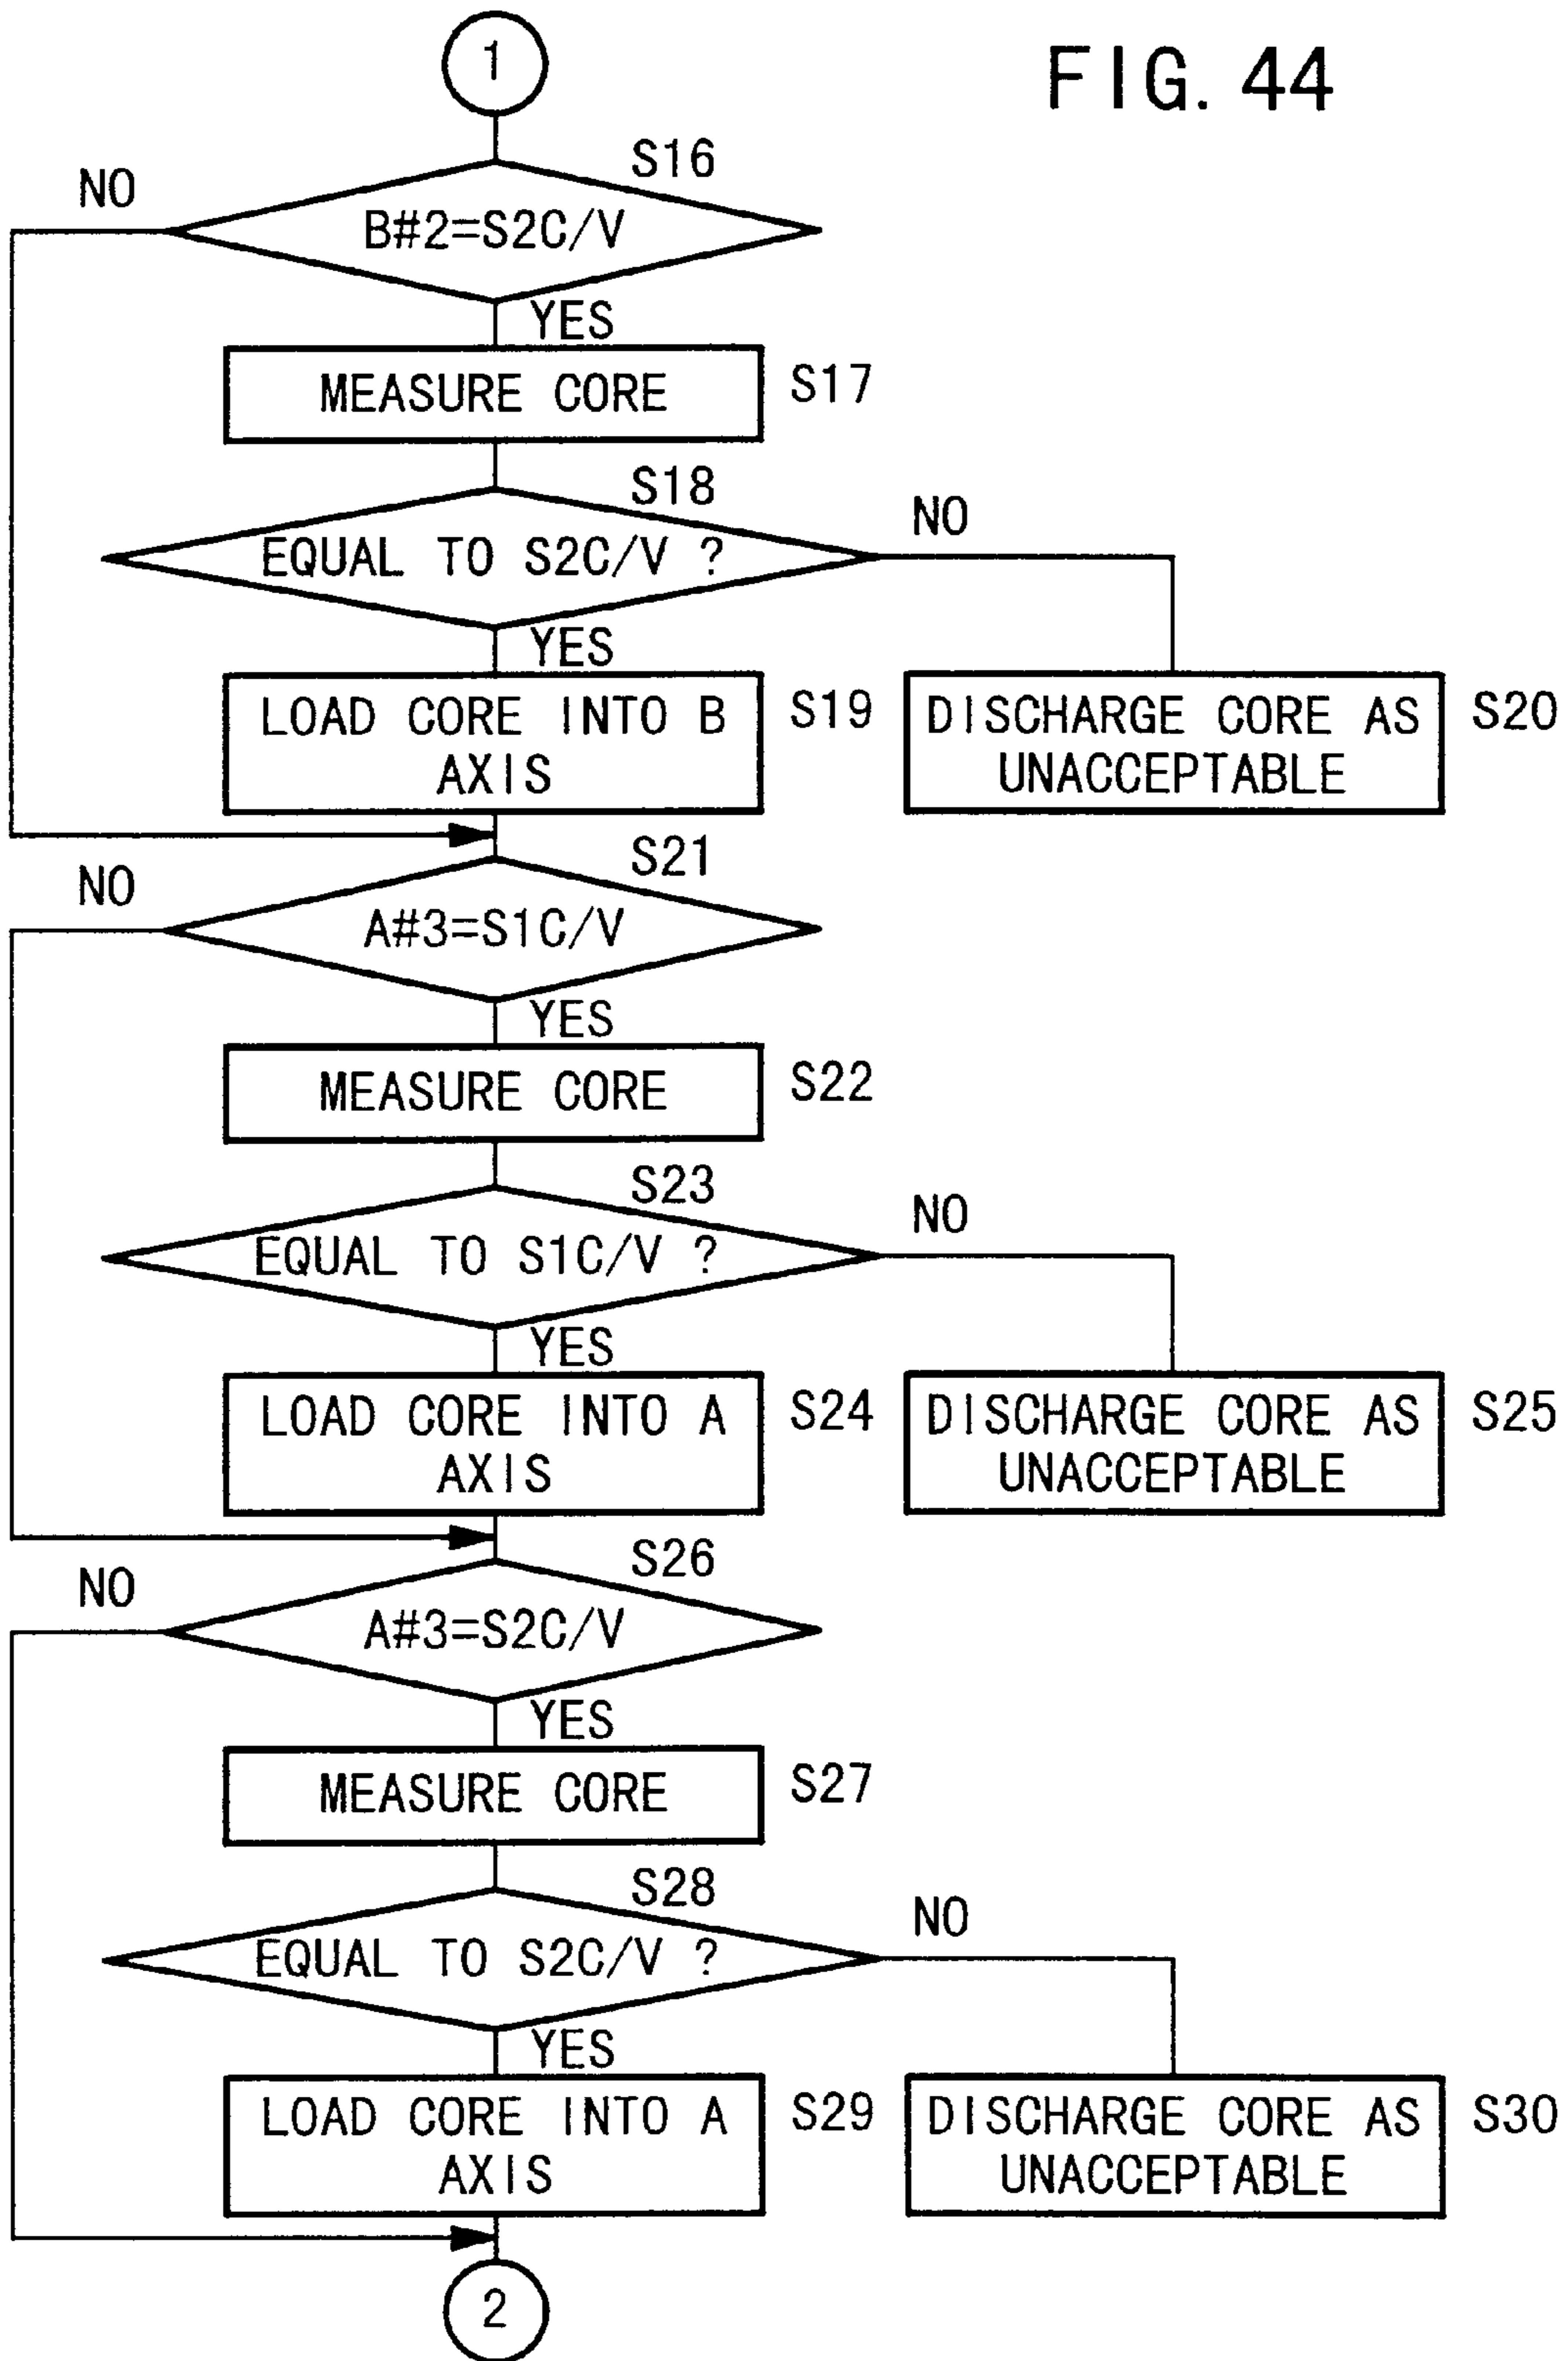 1
FIG. 44
S16
NO
B#2=S2C/V
YES
MEASURE CORE
S17
S18
NO
EQUAL TO S2C/V ?
YES
LOAD CORE INTO B
AXIS
S19
DISCHARGE CORE AS
UNACCEPTABLE
S20
S21
NO
A#3=S1C/V
YES
MEASURE CORE
S22
S23
NO
EQUAL TO S1C/V ?
YES
LOAD CORE INTO A
AXIS
S24
DISCHARGE CORE AS
UNACCEPTABLE
S25
S26
NO
A#3=S2C/V
YES
MEASURE CORE
S27
S28
NO
EQUAL TO S2C/V ?
YES
LOAD CORE INTO A
AXIS
S29
DISCHARGE CORE AS
UNACCEPTABLE
S30
2